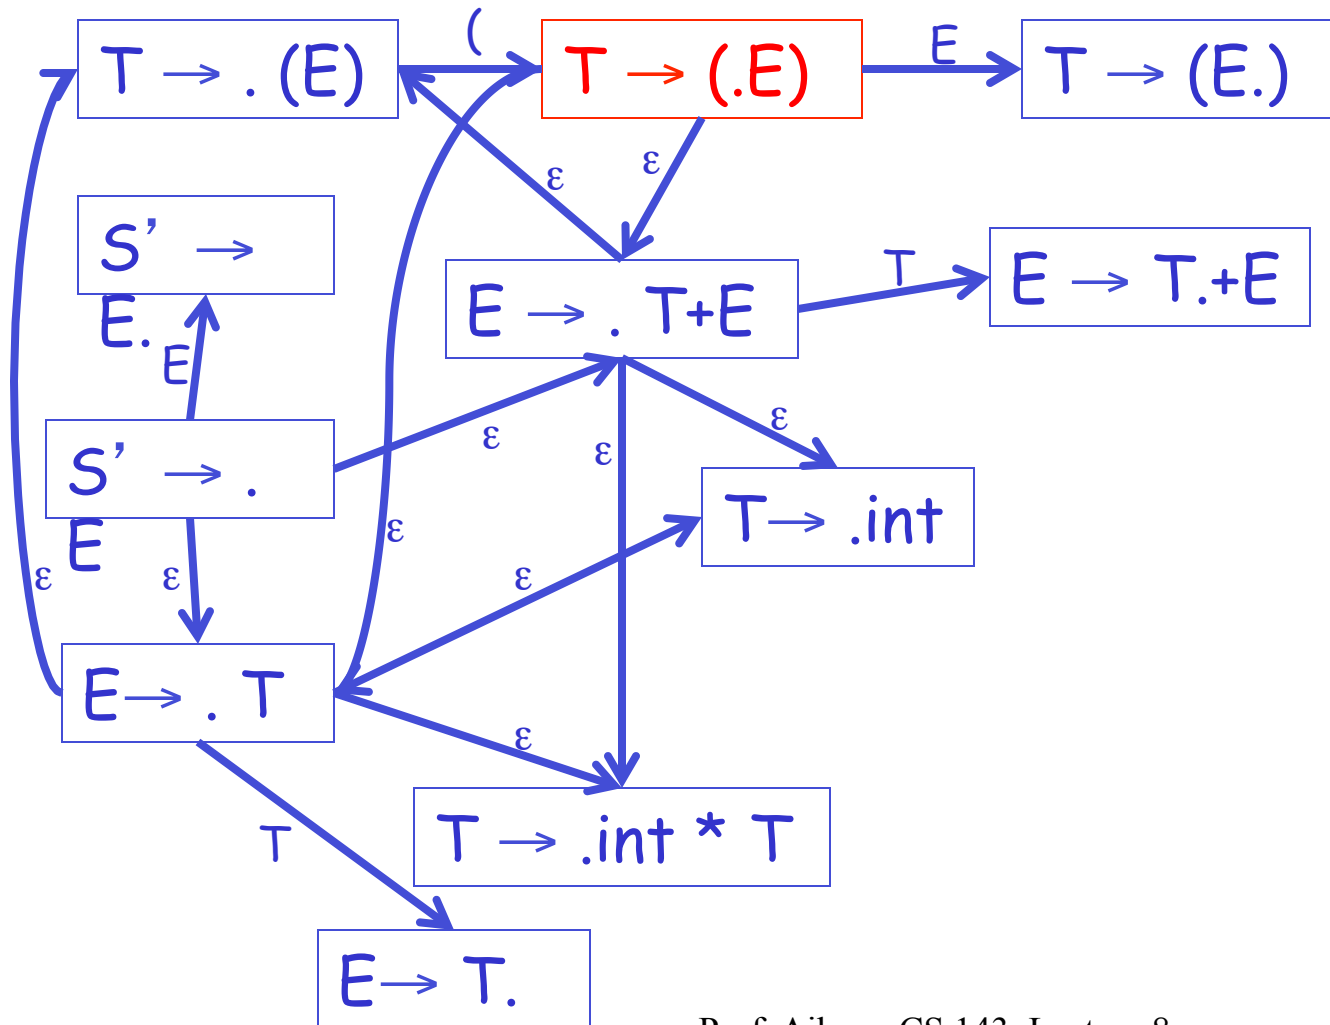 (
T → . (E)
T → (.E)
E
T → (E.)
ε
ε
S' →
E.
E
E → . T+E
T
E → T.+E
ε
ε
ε
S' → .
E
T → .int
ε
ε
ε
ε
E → . T
ε
T
T → .int * T
E → T.